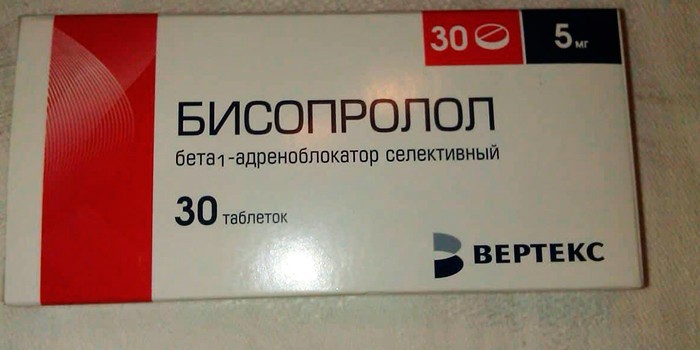 30 5 мг
БИСОПРОЛОЛ
бета1-адреноблокатор селективный
30 таблеток
ВЕРТЕКС